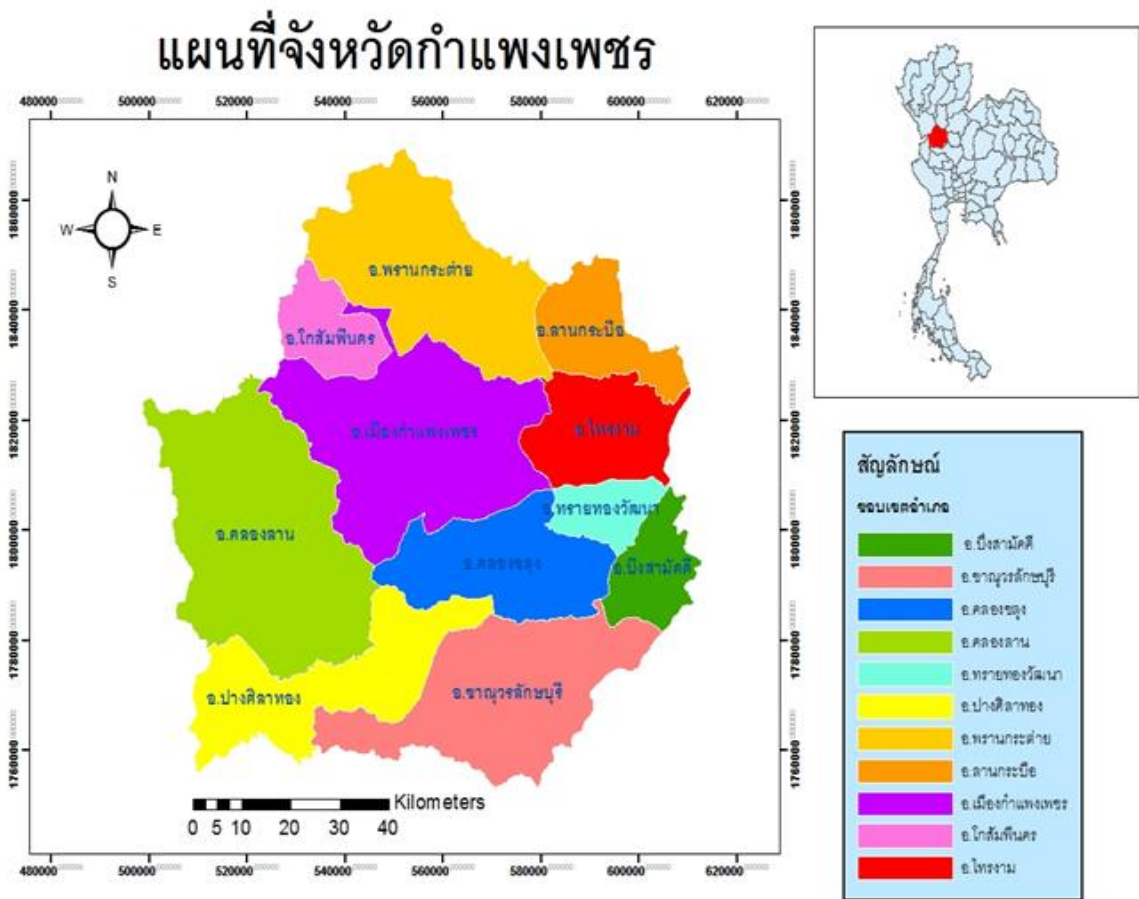 แผนที่จังหวัดกำแพงเพชร
480000 500000 520000 540000 560000 580000 600000 620000
1860000
1840000
1820000
1800000
1780000
1760000
N
W E
S
อ.พรานกระต่าย
อ.โกสัมพีนคร
อ.ลานกระบือ
อ.เมืองกำแพงเพชร
อ.ไทรงาม
อ.ทรายทองวัฒนา
อ.คลองลาน
อ.คลองขลุง
อ.บึงสามัคคี
อ.ปางศิลาทอง
อ.ขาณุวรลักษบุรี
Kilometers
0 5 10 20 30 40
1860000
1840000
1820000
1800000
1780000
1760000
480000 500000 520000 540000 560000 580000 600000 620000
สัญลักษณ์
ขอบเขตอำเภอ
อ.บึงสามัคคี
อ.ขาณุวรลักษบุรี
อ.คลองขลุง
อ.คลองลาน
อ.ทรายทองวัฒนา
อ.ปางศิลาทอง
อ.พรานกระต่าย
อ.ลานกระบือ
อ.เมืองกำแพงเพชร
อ.โกสัมพีนคร
อ.ไทรงาม